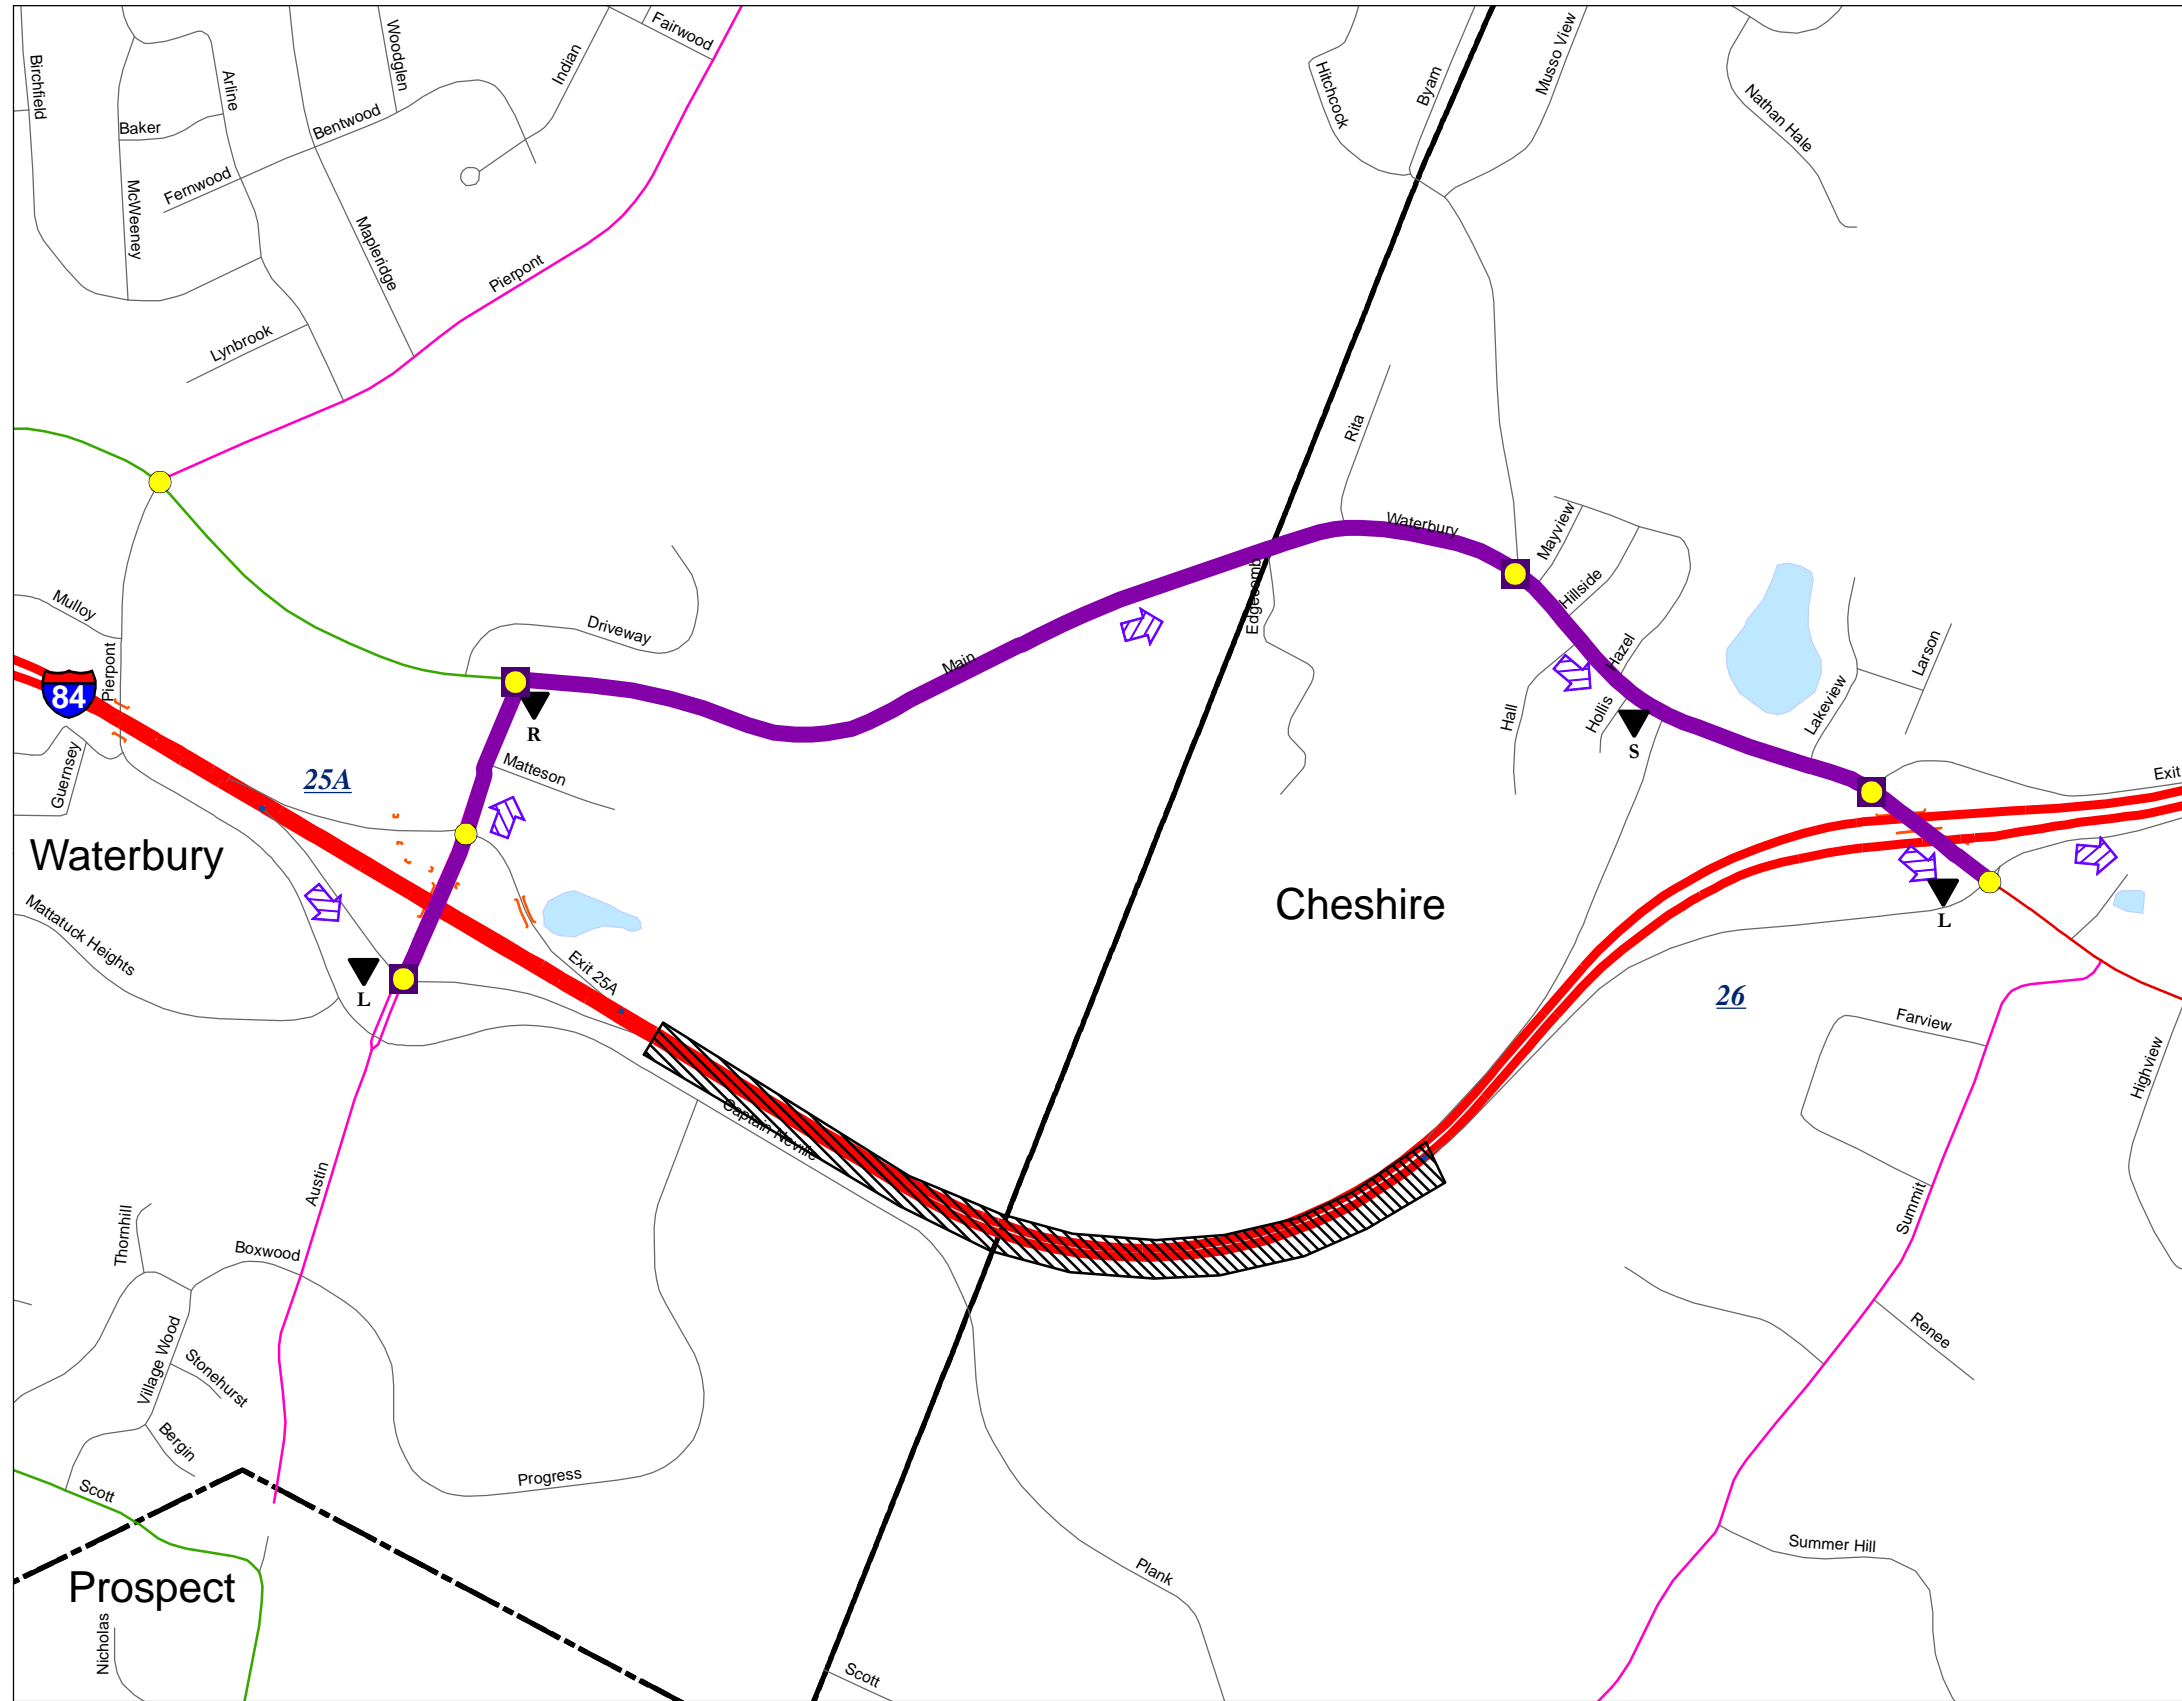 Fairwood
Woodglen
Indian
Birchfield
Arline
Baker
Bentwood
Fernwood
McWeeney
Mapleridge
Pierpont
Lynbrook
Hitchcock
Byam
Musso View
Nathan Hale
Rita
Waterbury
Mayview
Hillside
Edgecomb
Hazel
Hall
Hollis
S
Lakeview
Larson
Exit
Mulloy
Pierpont
84
Guernsey
Driveway
Main
R
Matteson
25A
Waterbury
Mattatuck Heights
L
Exit 25A
Cheshire
L
26
Farview
Highview
Captain Neville
Austin
Thornhill
Boxwood
Summit
Village Wood
Stonehurst
Renee
Bergin
Progress
Scott
Summer Hill
Plank
Prospect
Nicholas
Scott